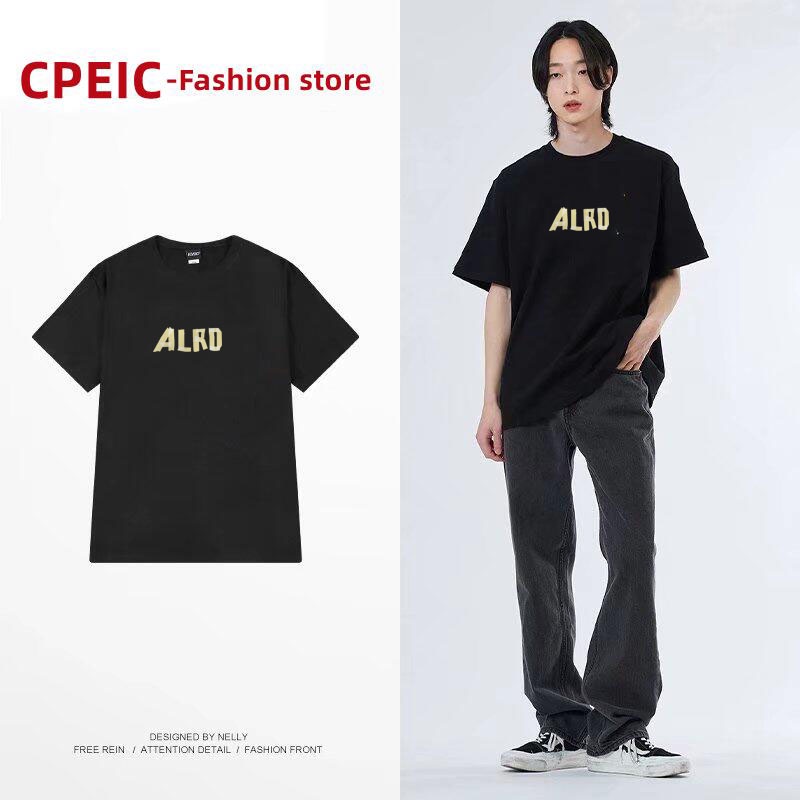 CPEIC-Fashion store
ALRD
ALRD
DESIGNED BY NELLY
FREE REIN / ATTENTION DETAIL / FASHION FRONT